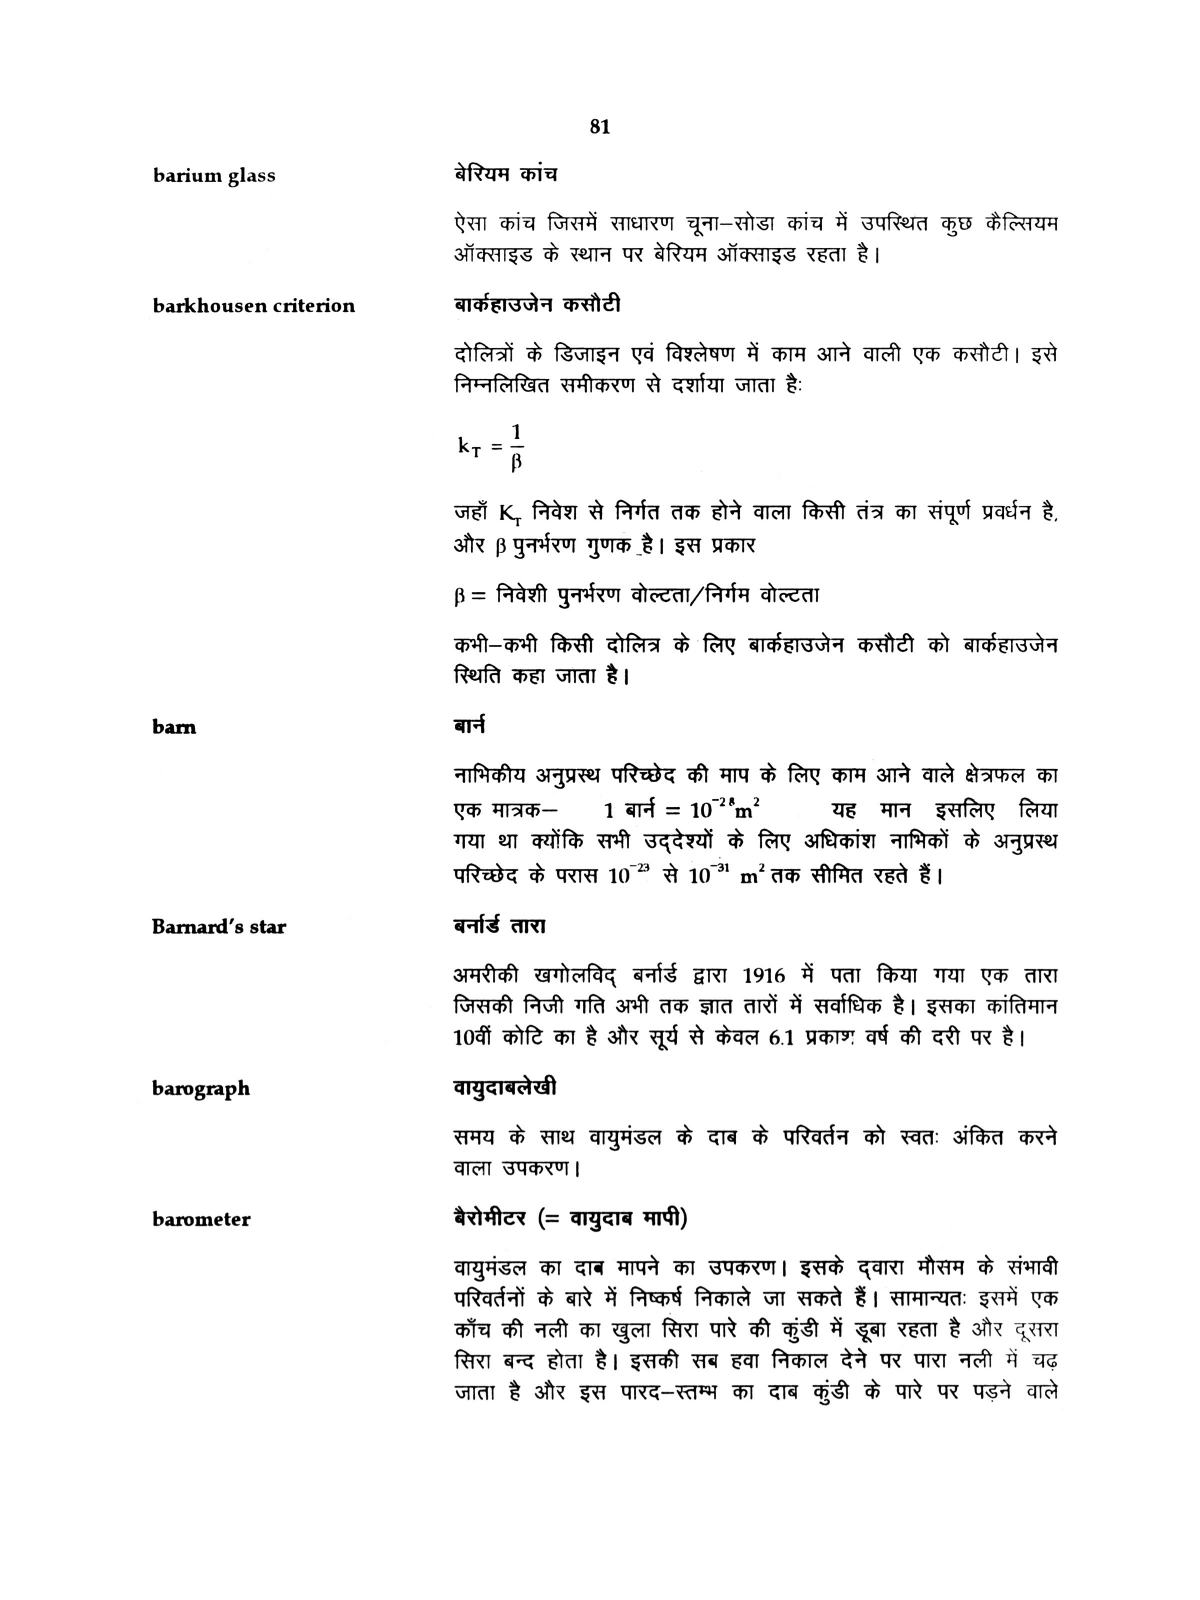 81
barium glass बेरियम कांच
ऐसा कांच जिसमें साधारण चूना–सोडा कांच में उपस्थित कुछ कैल्सियम
ऑक्साइड के स्थान पर बेरियम ऑक्साइड रहता है।
barkhousen criterion बार्कहाउजेन कसौटी
दोलित्रों के डिजाइन एवं विश्लेषण में काम आने वाली एक कसौटी। इसे
निम्नलिखित समीकरण से दर्शाया जाता हैः
k_T = 1/β
जहाँ K_T निवेश से निर्गत तक होने वाला किसी तंत्र का संपूर्ण प्रवर्धन है,
और β पुनर्भरण गुणक है। इस प्रकार
β = निवेशी पुनर्भरण वोल्टता/निर्गम वोल्टता
कभी–कभी किसी दोलित्र के लिए बार्कहाउजेन कसौटी को बार्कहाउजेन
स्थिति कहा जाता है।
barn बार्न
नाभिकीय अनुप्रस्थ परिच्छेद की माप के लिए काम आने वाले क्षेत्रफल का
एक मात्रक– 1 बार्न = 10⁻²⁸m² यह मान इसलिए लिया
गया था क्योंकि सभी उद्देश्यों के लिए अधिकांश नाभिकों के अनुप्रस्थ
परिच्छेद के परास 10⁻²³ से 10⁻³¹ m² तक सीमित रहते हैं।
Barnard's star बर्नार्ड तारा
अमरीकी खगोलविद् बर्नार्ड द्वारा 1916 में पता किया गया एक तारा
जिसकी निजी गति अभी तक ज्ञात तारों में सर्वाधिक है। इसका कांतिमान
10वीं कोटि का है और सूर्य से केवल 6.1 प्रकाश वर्ष की दरी पर है।
barograph वायुदाबलेखी
समय के साथ वायुमंडल के दाब के परिवर्तन को स्वतः अंकित करने
वाला उपकरण।
barometer बैरोमीटर (= वायुदाब मापी)
वायुमंडल का दाब मापने का उपकरण। इसके द्वारा मौसम के संभावी
परिवर्तनों के बारे में निष्कर्ष निकाले जा सकते हैं। सामान्यतः इसमें एक
काँच की नली का खुला सिरा पारे की कुंडी में डूबा रहता है और दूसरा
सिरा बन्द होता है। इसकी सब हवा निकाल देने पर पारा नली में चढ़
जाता है और इस पारद–स्तम्भ का दाब कुंडी के पारे पर पड़ने वाले